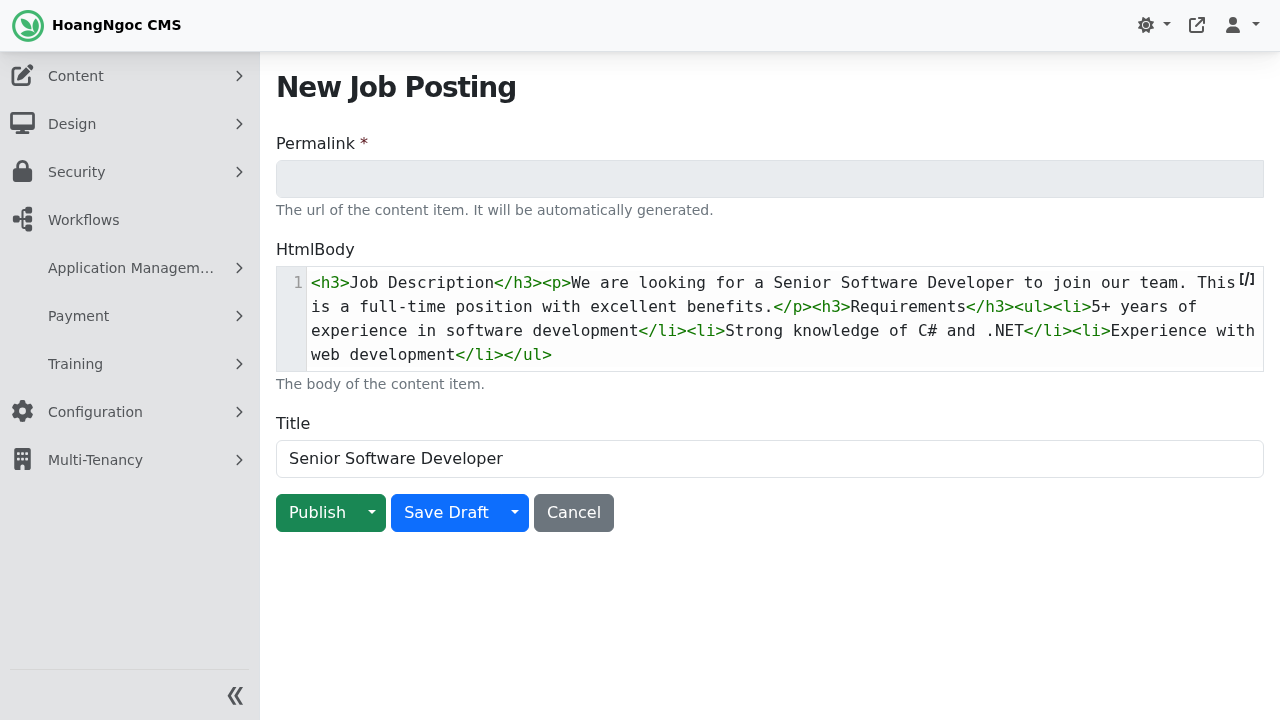 HoangNgoc CMS
Content
Design
Security
Workflows
Application Managem...
Payment
Training
Configuration
Multi-Tenancy
New Job Posting
Permalink *
The url of the content item. It will be automatically generated.
HtmlBody
1
<h3>Job Description</h3><p>We are looking for a Senior Software Developer to join our team. This
[/]
is a full-time position with excellent benefits.</p><h3>Requirements</h3><ul><li>5+ years of
experience in software development</li><li>Strong knowledge of C# and .NET</li><li>Experience with
web development</li></ul>
The body of the content item.
Title
Senior Software Developer
Publish
Save Draft
Cancel